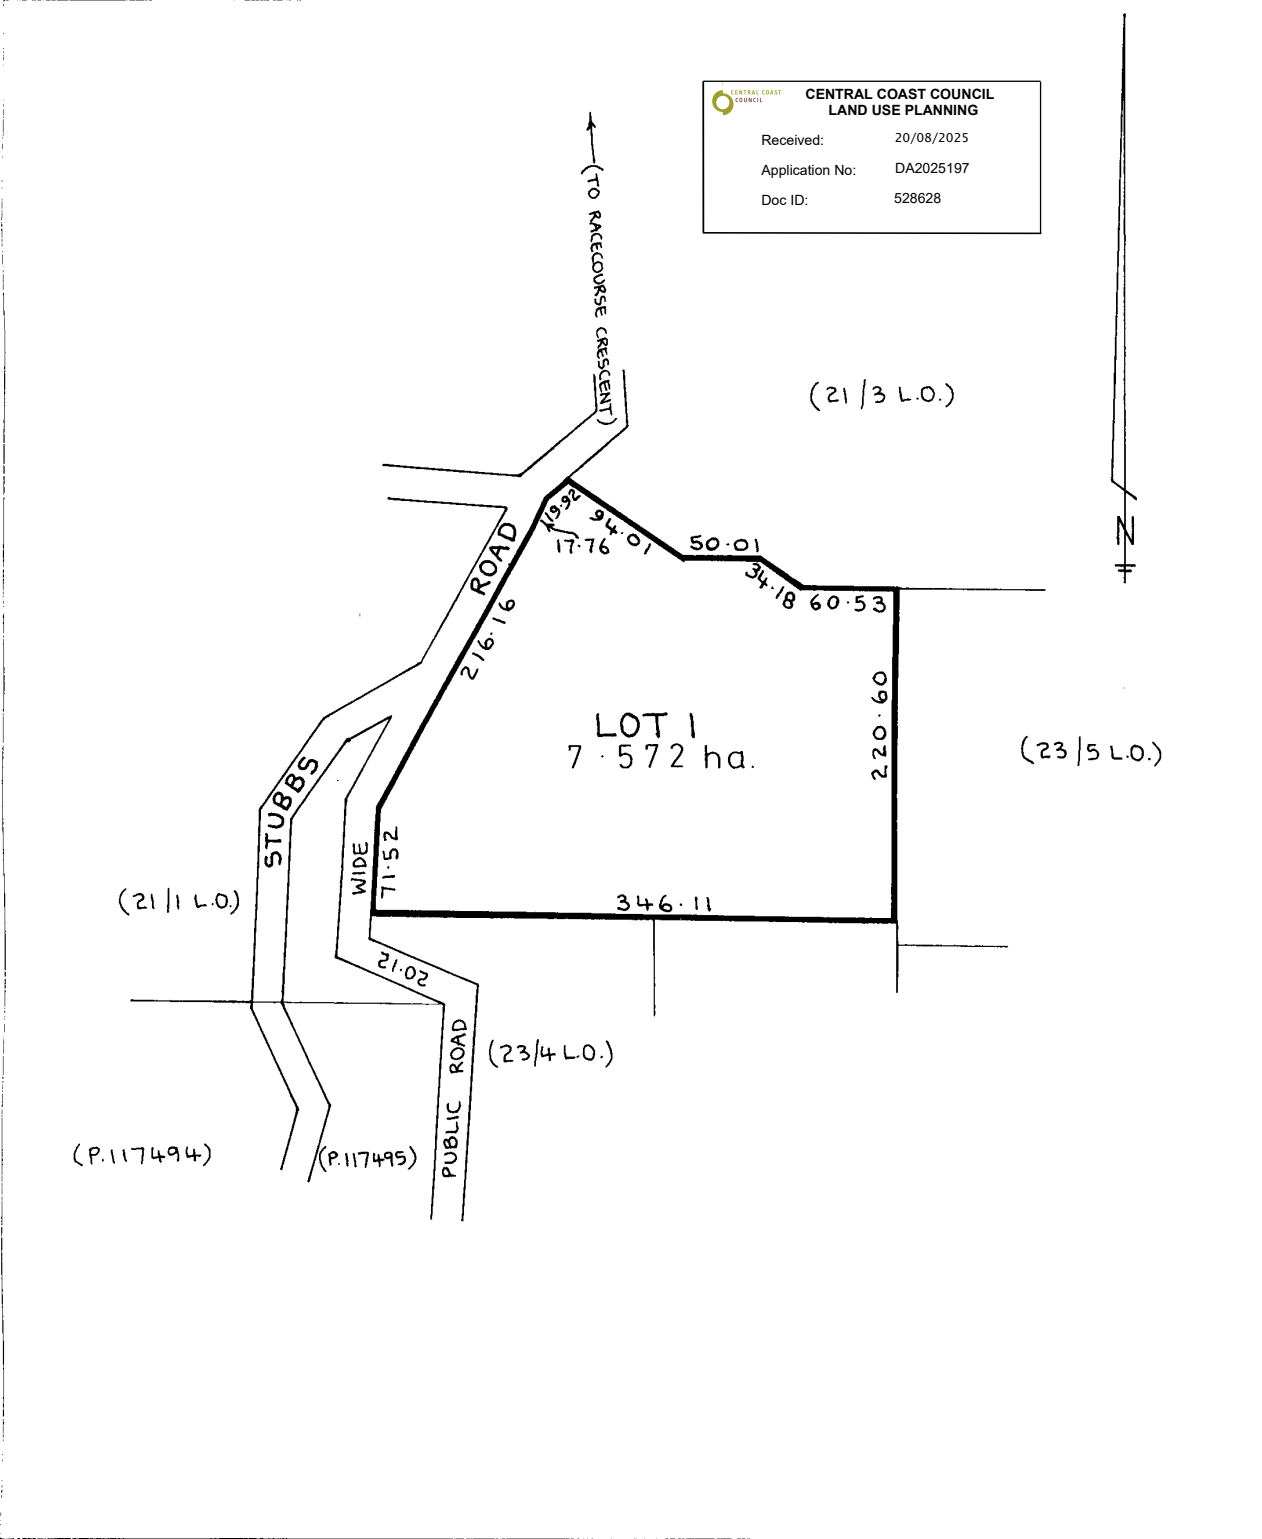 CENTRAL COAST
COUNCIL
CENTRAL COAST COUNCIL
LAND USE PLANNING
Received: 20/08/2025
Application No: DA2025197
Doc ID: 528628
(TO RACECOURSE CRESCENT)
(21/3 L.O.)
N
19.92
17.76
94.01
50.01
34.18
60.53
ROAD
216.16
220.60
LOT 1
7.572 ha.
(23/5 L.O.)
STUBBS
WIDE
71.52
(21/1 L.O.)
346.11
21.02
PUBLIC ROAD
(23/4 L.O.)
(P.117494)
(P.117495)